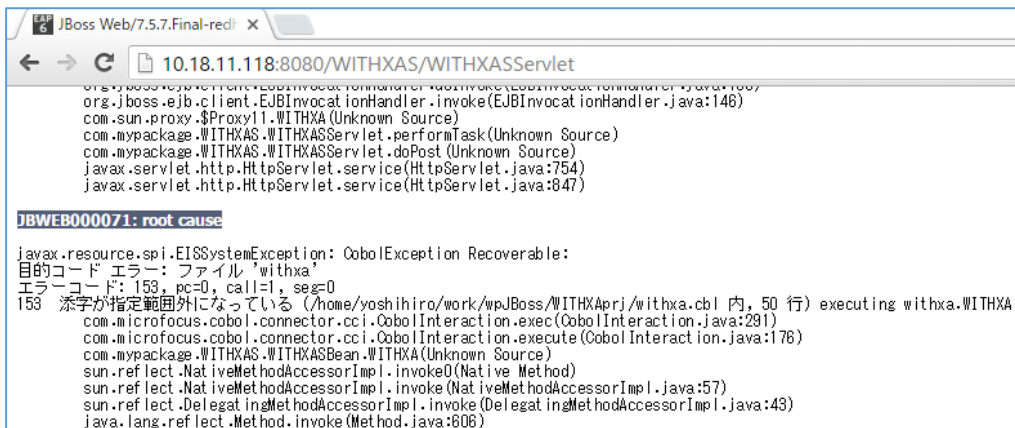 EAP 6 JBoss Web/7.5.7.Final-redh ×
10.18.11.118:8080/WITHXAS/WITHXASServlet
org.jboss.ejb.client.EJBInvocationHandler.invoke(EJBInvocationHandler.java:146)
com.sun.proxy.$Proxy11.WITHXA(Unknown Source)
com.mypackage.WITHXAS.WITHXASServlet.performTask(Unknown Source)
com.mypackage.WITHXAS.WITHXASServlet.doPost(Unknown Source)
javax.servlet.http.HttpServlet.service(HttpServlet.java:754)
javax.servlet.http.HttpServlet.service(HttpServlet.java:847)
JBWEB000071: root cause
javax.resource.spi.EISSystemException: CobolException Recoverable:
目的コード エラー: ファイル 'withxa'
エラーコード: 153, pc=0, call=1, seg=0
153 添字が指定範囲外になっている (/home/yoshihiro/work/wpJBoss/WITHXAprj/withxa.cbl 内, 50 行) executing withxa.WITHXA
com.microfocus.cobol.connector.cci.CobolInteraction.exec(CobolInteraction.java:291)
com.microfocus.cobol.connector.cci.CobolInteraction.execute(CobolInteraction.java:176)
com.mypackage.WITHXAS.WITHXASBean.WITHXA(Unknown Source)
sun.reflect.NativeMethodAccessorImpl.invoke0(Native Method)
sun.reflect.NativeMethodAccessorImpl.invoke(NativeMethodAccessorImpl.java:57)
sun.reflect.DelegatingMethodAccessorImpl.invoke(DelegatingMethodAccessorImpl.java:43)
java.lang.reflect.Method.invoke(Method.java:606)